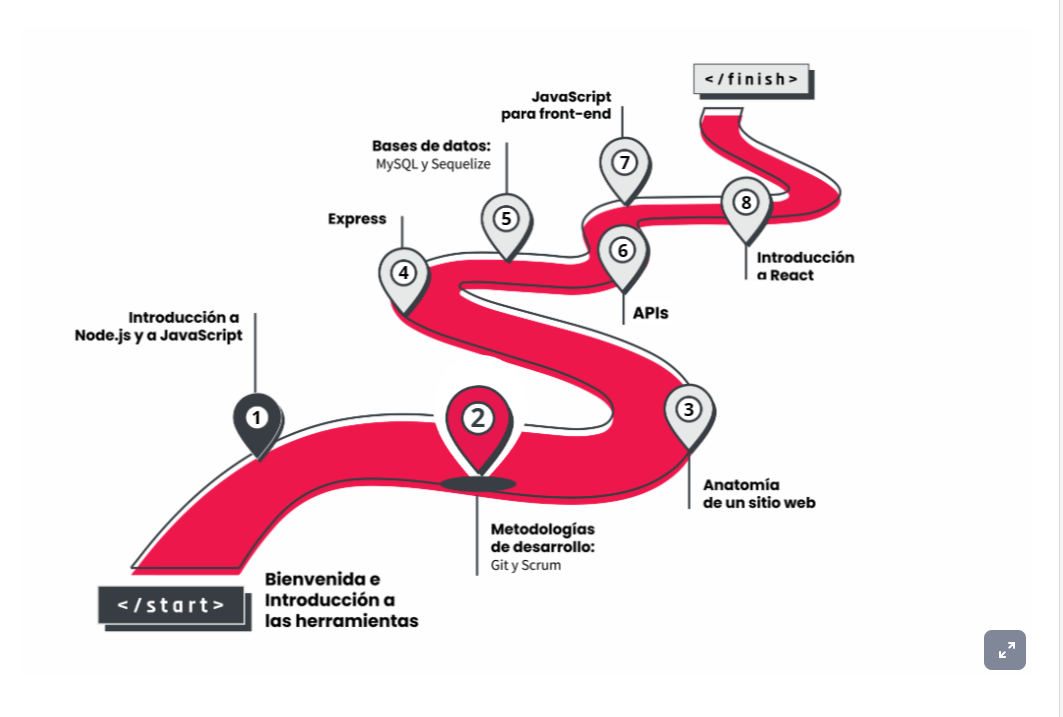 </finish>
JavaScript
para front-end
7
Bases de datos:
MySQL y Sequelize
8
5
Express
6
Introducción
a React
4
APIs
Introducción a
Node.js y a JavaScript
3
1
2
Anatomía
de un sitio web
Metodologías
de desarrollo:
Git y Scrum
</start>
Bienvenida e
Introducción a
las herramientas